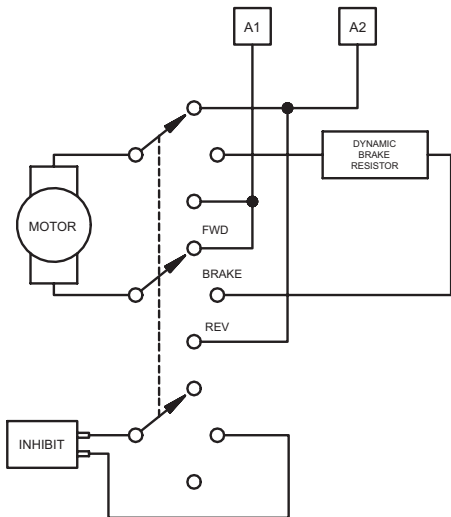 A1
A2
DYNAMIC
BRAKE
RESISTOR
MOTOR
FWD
BRAKE
REV
INHIBIT